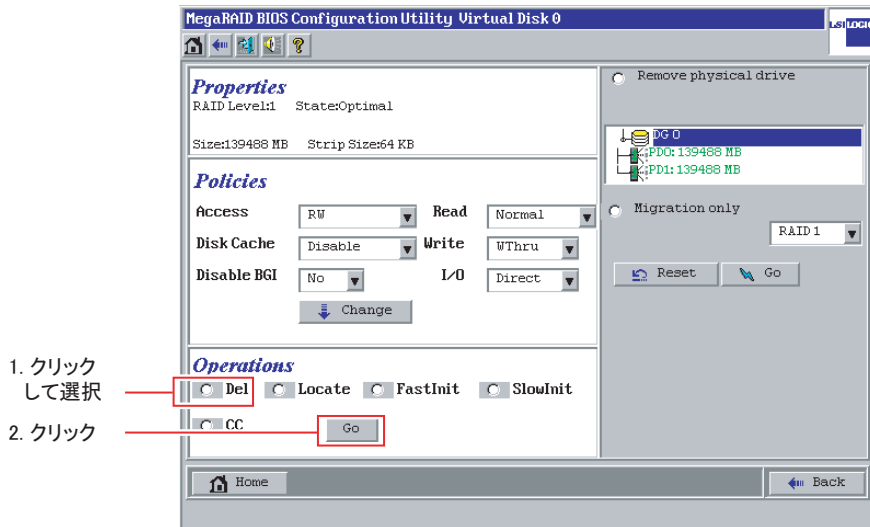 MegaRAID BIOS Configuration Utility Virtual Disk 0
LSI LOGIC
Properties
RAID Level:1 State:Optimal
Size:139488 MB Strip Size:64 KB
Policies
Access RW Read Normal
Disk Cache Disable Write WThru
Disable BGI No I/O Direct
Change
Operations
Del Locate FastInit SlowInit
CC Go
Remove physical drive
DG 0
PD0: 139488 MB
PD1: 139488 MB
Migration only
RAID 1
Reset Go
Home
Back
1. クリック
して選択
2. クリック